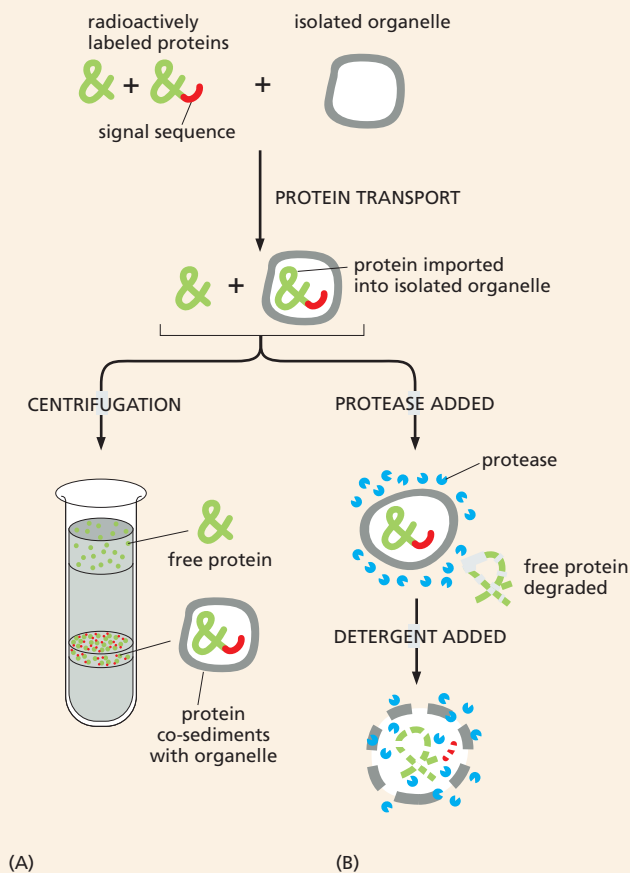 radioactively
labeled proteins
isolated organelle
& + & + 
signal sequence
PROTEIN TRANSPORT
& + &
protein imported
into isolated organelle
CENTRIFUGATION
PROTEASE ADDED
protease
&
free protein
&
free protein
degraded
DETERGENT ADDED
&
protein
co-sediments
with organelle
(A)
(B)